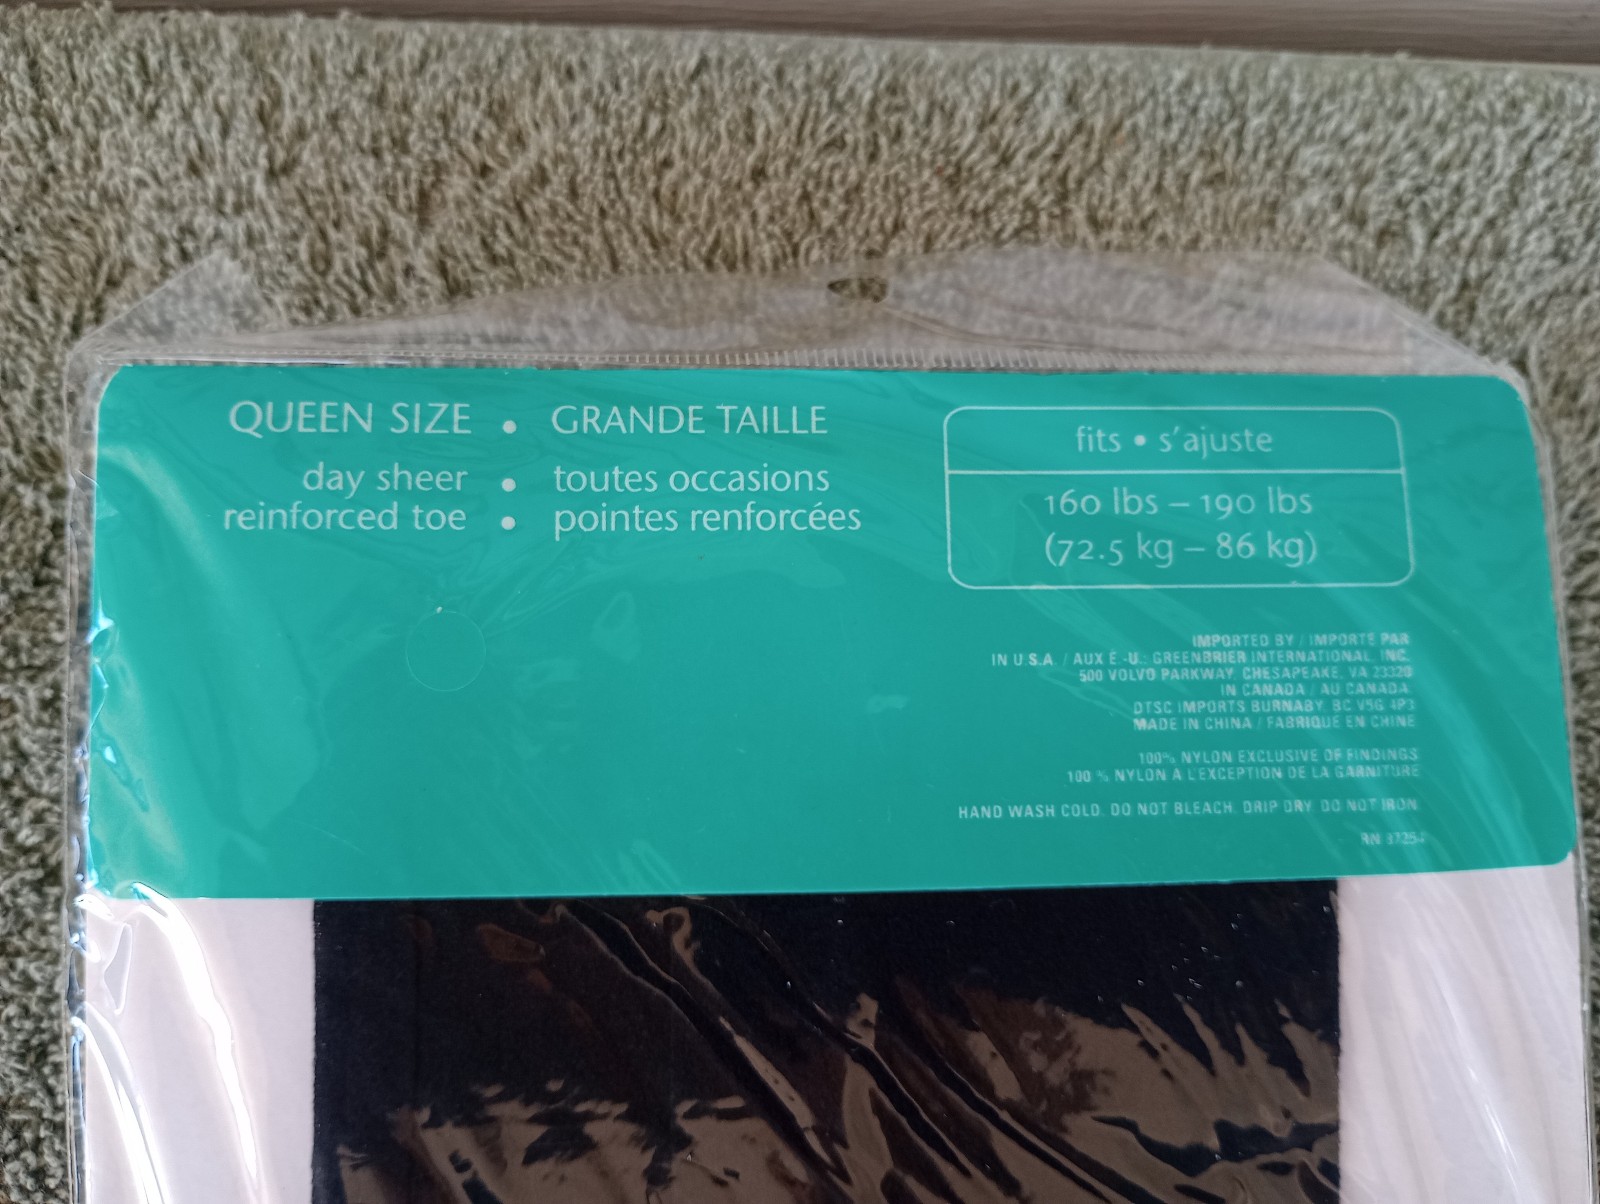 QUEEN SIZE • GRANDE TAILLE
day sheer • toutes occasions
reinforced toe • pointes renforcées
fits • s'ajuste
160 lbs – 190 lbs
(72.5 kg – 86 kg)
IMPORTED BY / IMPORTÉ PAR
IN U.S.A. / AUX É.-U.: GREENBRIER INTERNATIONAL, INC.
500 VOLVO PARKWAY, CHESAPEAKE, VA 23320
IN CANADA / AU CANADA:
DTSC IMPORTS BURNABY, BC V5G 4P3
MADE IN CHINA / FABRIQUÉ EN CHINE
100% NYLON EXCLUSIVE OF FINDINGS
100 % NYLON À L'EXCEPTION DE LA GARNITURE
HAND WASH COLD. DO NOT BLEACH. DRIP DRY. DO NOT IRON.
RN